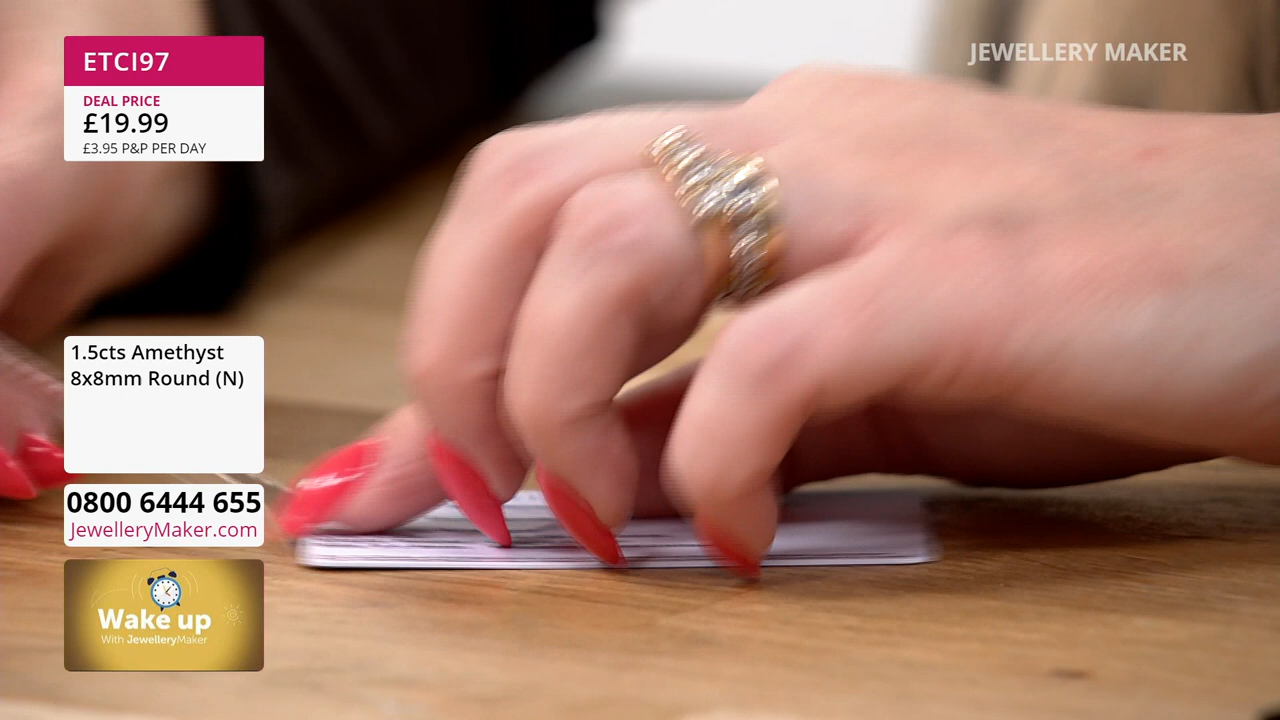 ETCI97
DEAL PRICE
£19.99
£3.95 P&P PER DAY
JEWELLERY MAKER
1.5cts Amethyst
8x8mm Round (N)
0800 6444 655
JewelleryMaker.com
Wake up
With JewelleryMaker